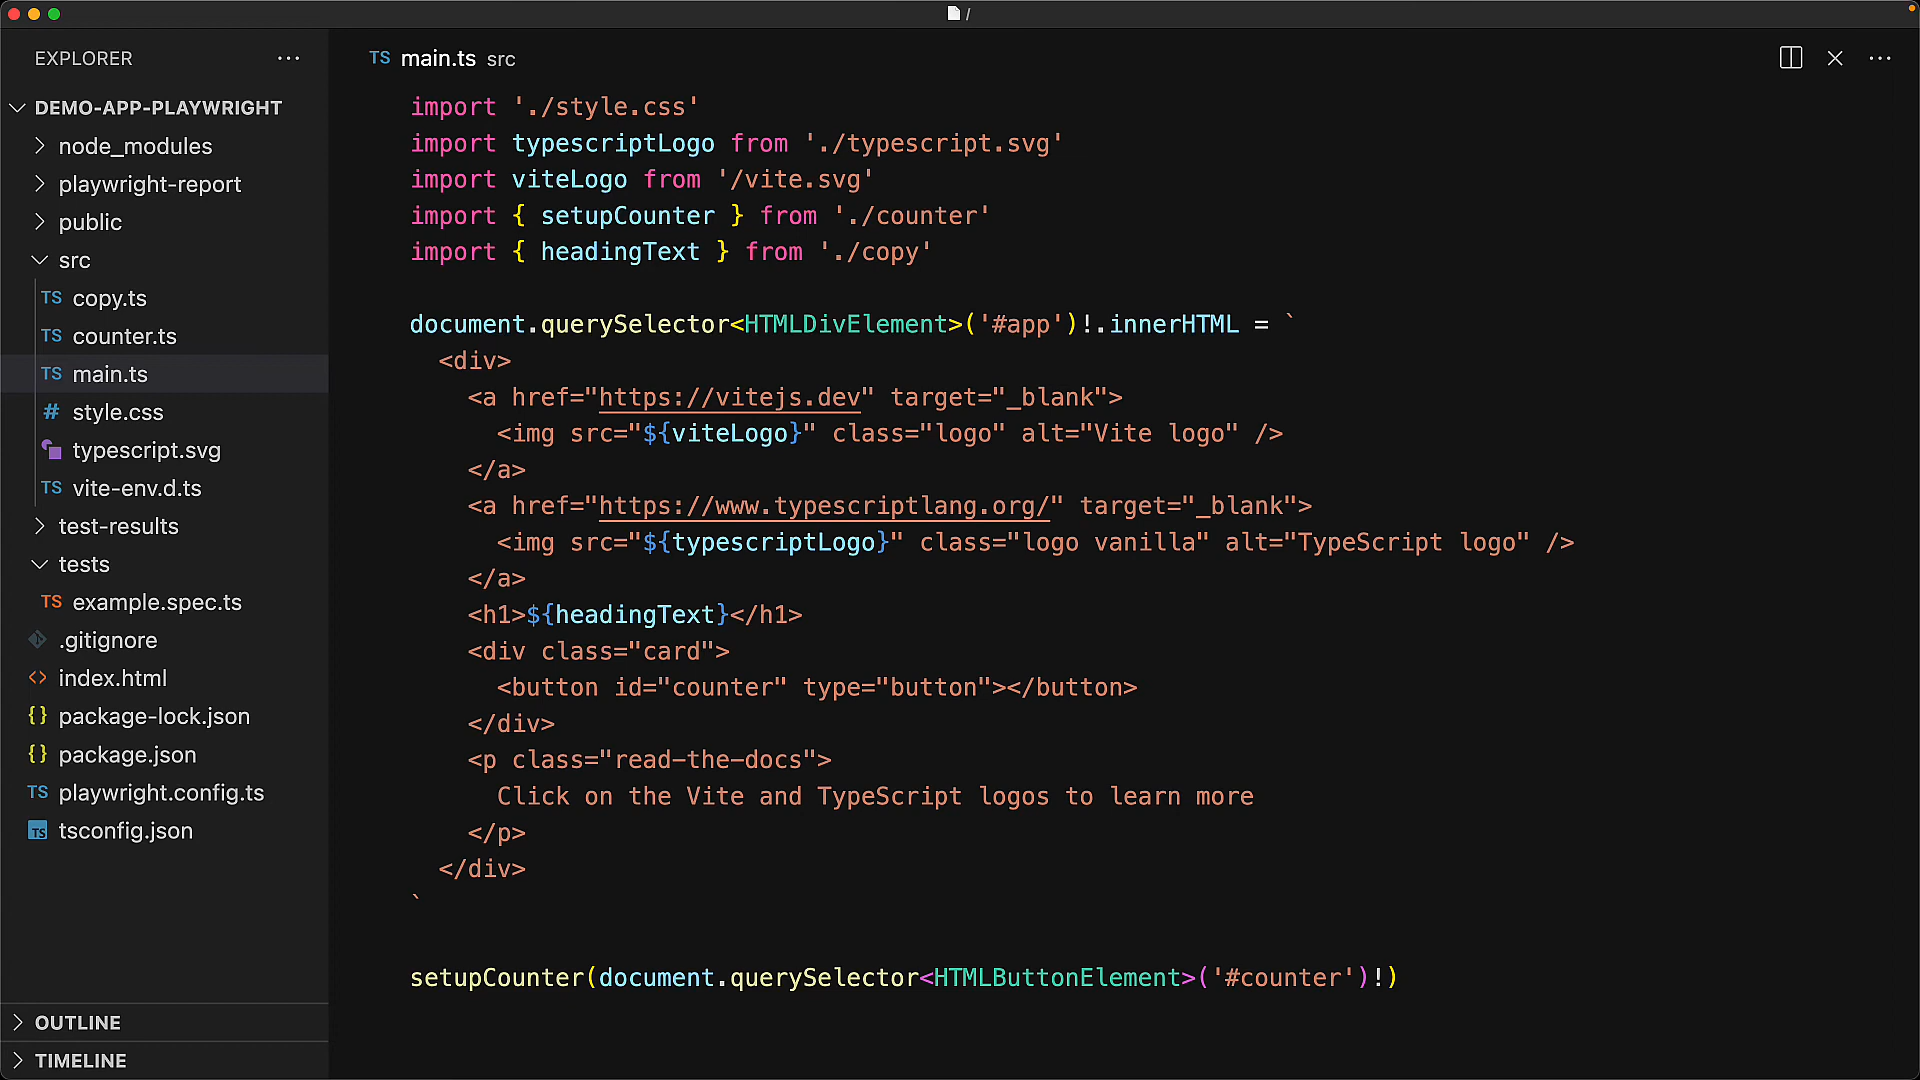 /
EXPLORER ···
TS main.ts src
···
DEMO-APP-PLAYWRIGHT
node_modules
playwright-report
public
src
TS copy.ts
TS counter.ts
TS main.ts
# style.css
typescript.svg
TS vite-env.d.ts
test-results
tests
TS example.spec.ts
.gitignore
<> index.html
{} package-lock.json
{} package.json
TS playwright.config.ts
TS tsconfig.json
OUTLINE
TIMELINE
import './style.css'
import typescriptLogo from './typescript.svg'
import viteLogo from '/vite.svg'
import { setupCounter } from './counter'
import { headingText } from './copy'
document.querySelector<HTMLDivElement>('#app')!.innerHTML = `
<div>
<a href="https://vitejs.dev" target="_blank">
<img src="${viteLogo}" class="logo" alt="Vite logo" />
</a>
<a href="https://www.typescriptlang.org/" target="_blank">
<img src="${typescriptLogo}" class="logo vanilla" alt="TypeScript logo" />
</a>
<h1>${headingText}</h1>
<div class="card">
<button id="counter" type="button"></button>
</div>
<p class="read-the-docs">
Click on the Vite and TypeScript logos to learn more
</p>
</div>
`
setupCounter(document.querySelector<HTMLButtonElement>('#counter')!)